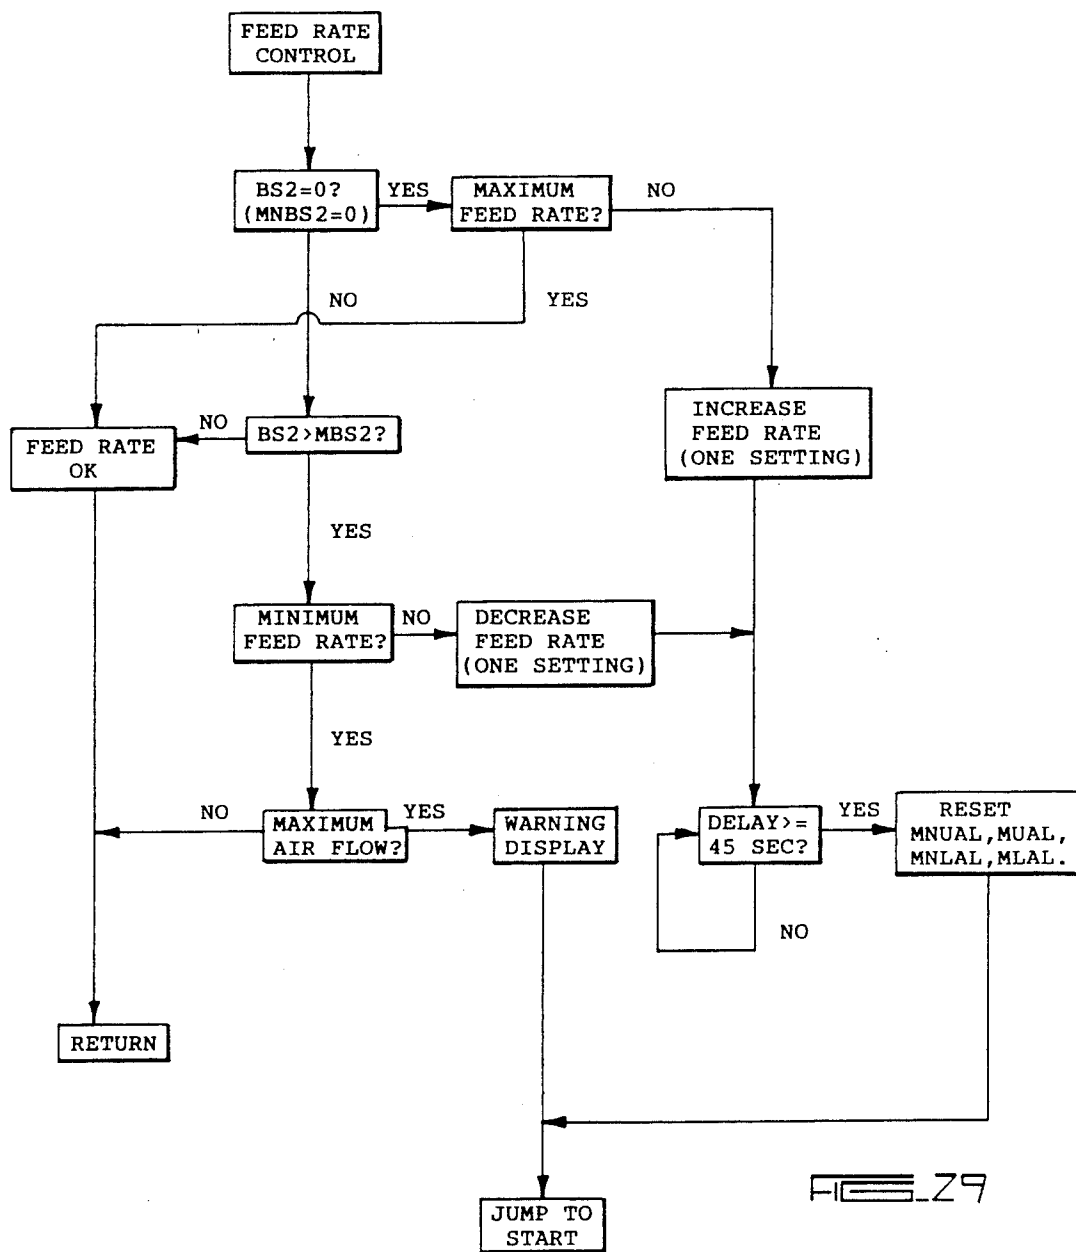 FEED RATE
CONTROL
BS2=0?
(MNBS2=0)
YES
MAXIMUM
FEED RATE?
NO
NO
YES
INCREASE
FEED RATE
(ONE SETTING)
NO
BS2>MBS2?
FEED RATE
OK
YES
MINIMUM
FEED RATE?
NO
DECREASE
FEED RATE
(ONE SETTING)
YES
NO
MAXIMUM
AIR FLOW?
YES
WARNING
DISPLAY
DELAY>=
45 SEC?
YES
RESET
MNUAL,MUAL,
MNLAL,MLAL.
NO
RETURN
JUMP TO
START
FIG_29